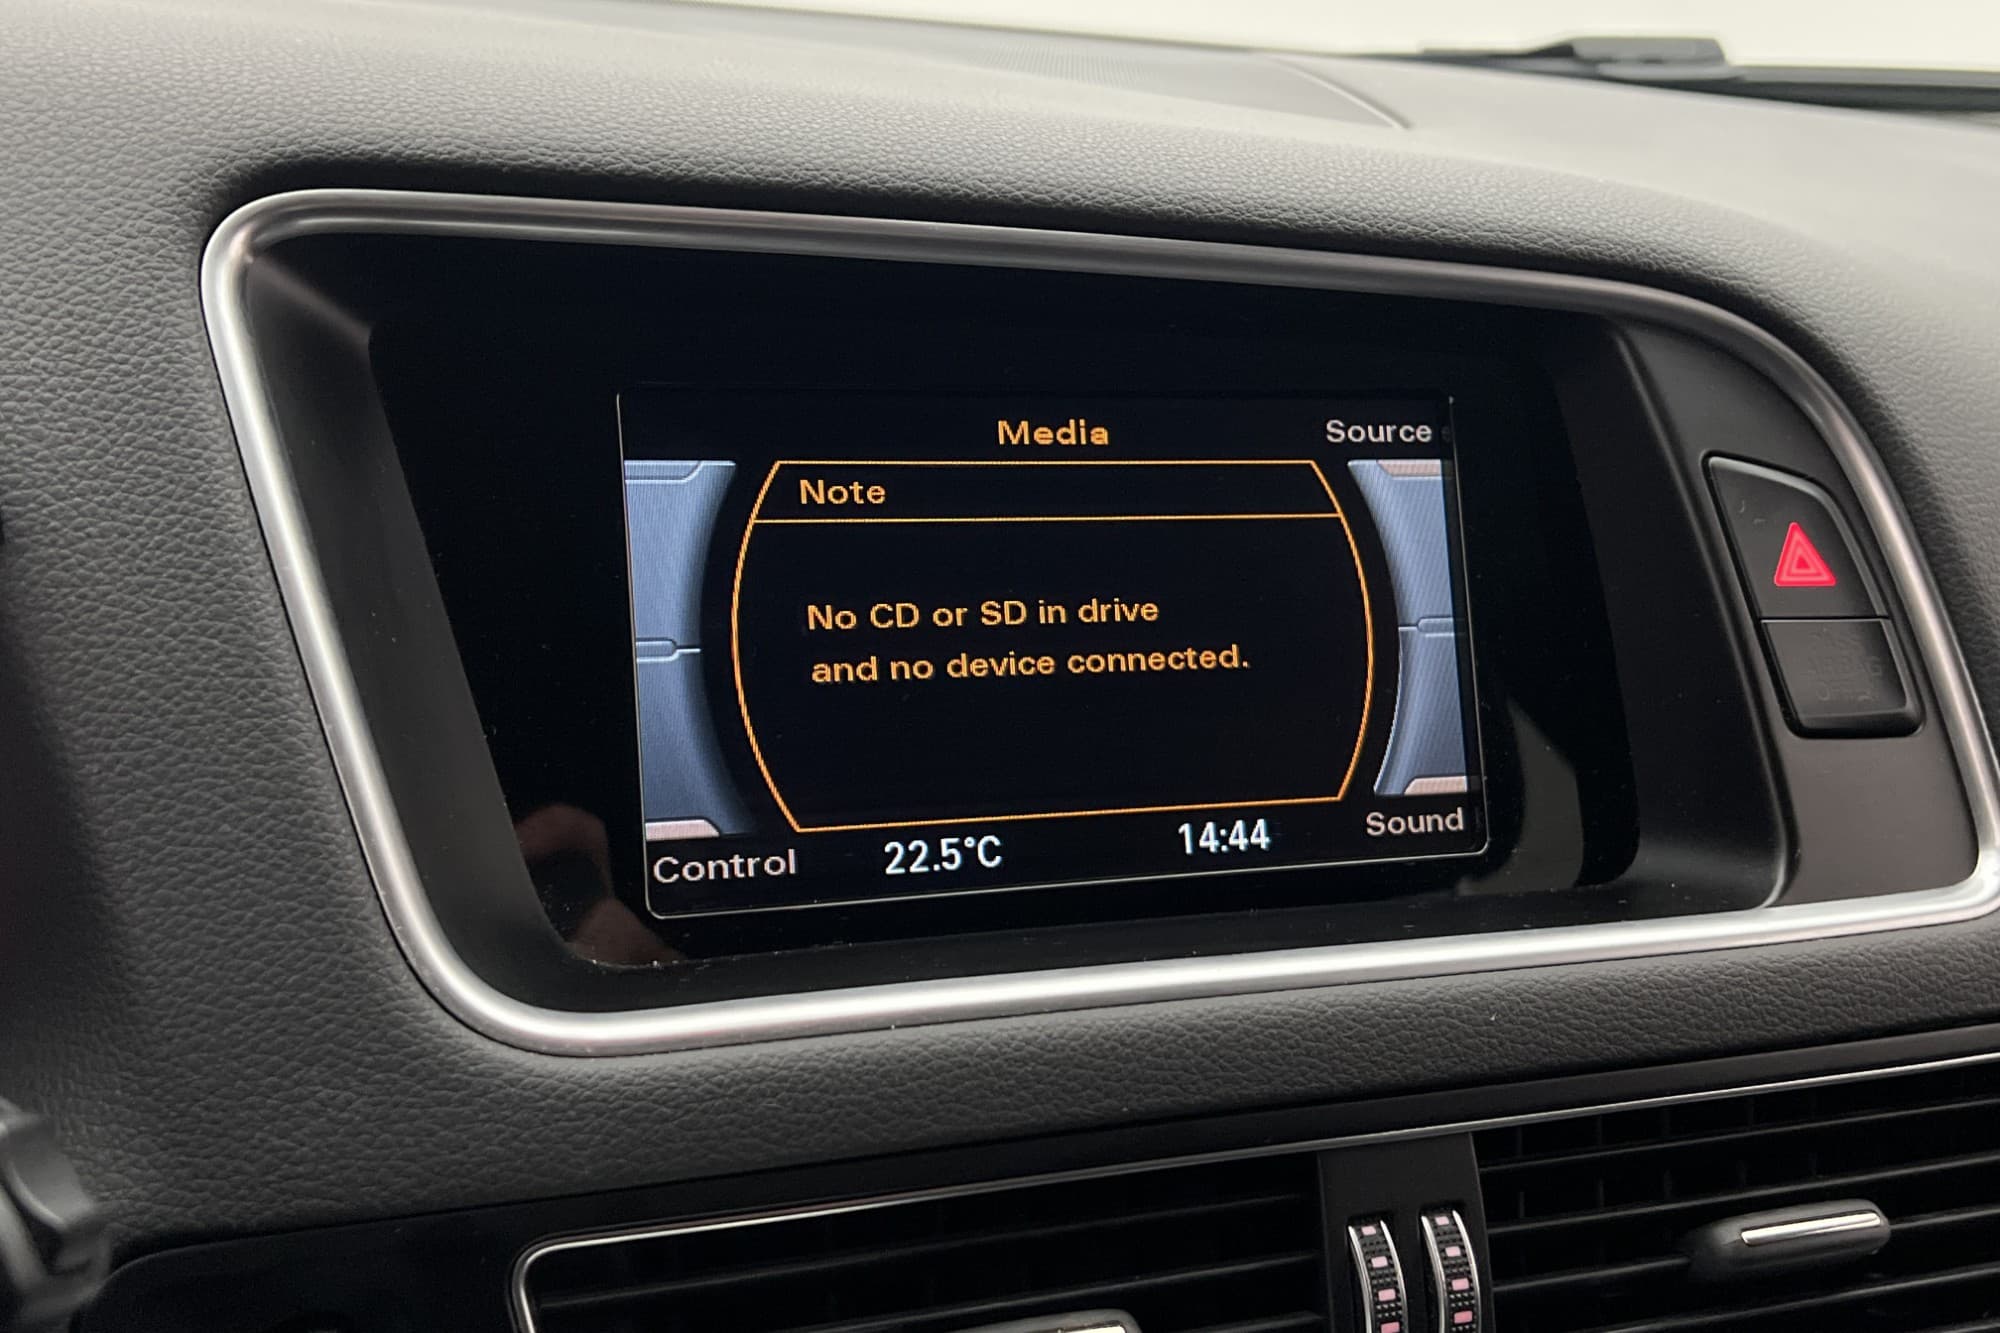 Media
Source
Note
No CD or SD in drive
and no device connected.
Control
22.5°C
14:44
Sound